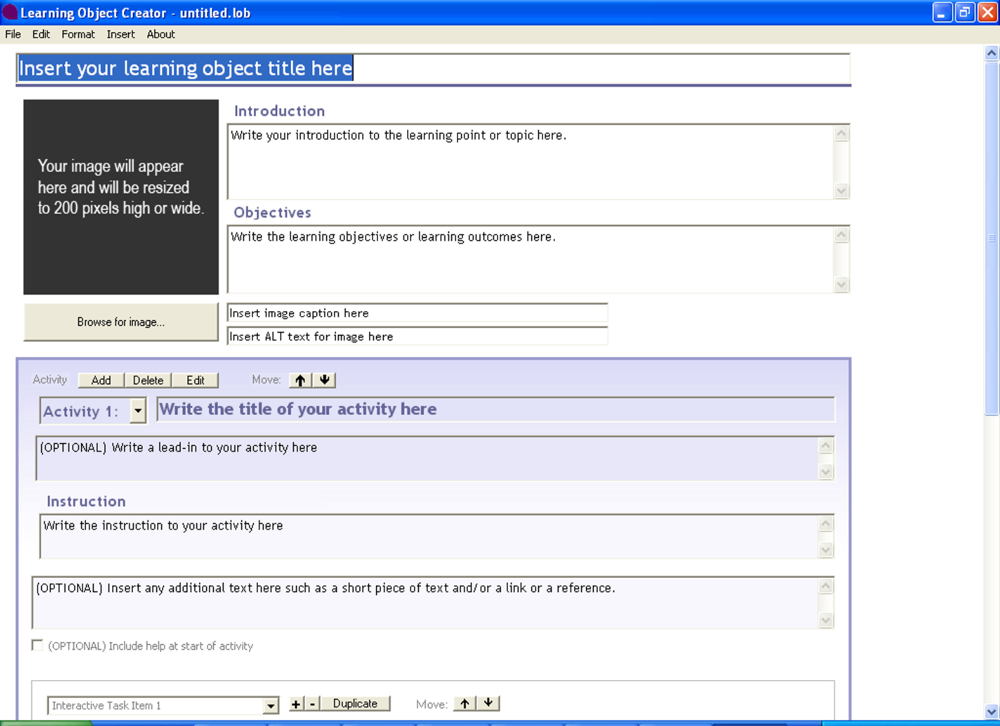 Learning Object Creator - untitled.lob
File Edit Format Insert About
Insert your learning object title here
Your image will appear
here and will be resized
to 200 pixels high or wide.
Introduction
Write your introduction to the learning point or topic here.
Objectives
Write the learning objectives or learning outcomes here.
Browse for image...
Insert image caption here
Insert ALT text for image here
Activity Add Delete Edit Move:
Activity 1: Write the title of your activity here
(OPTIONAL) Write a lead-in to your activity here
Instruction
Write the instruction to your activity here
(OPTIONAL) Insert any additional text here such as a short piece of text and/or a link or a reference.
(OPTIONAL) Include help at start of activity
Interactive Task Item 1 + - Duplicate Move: